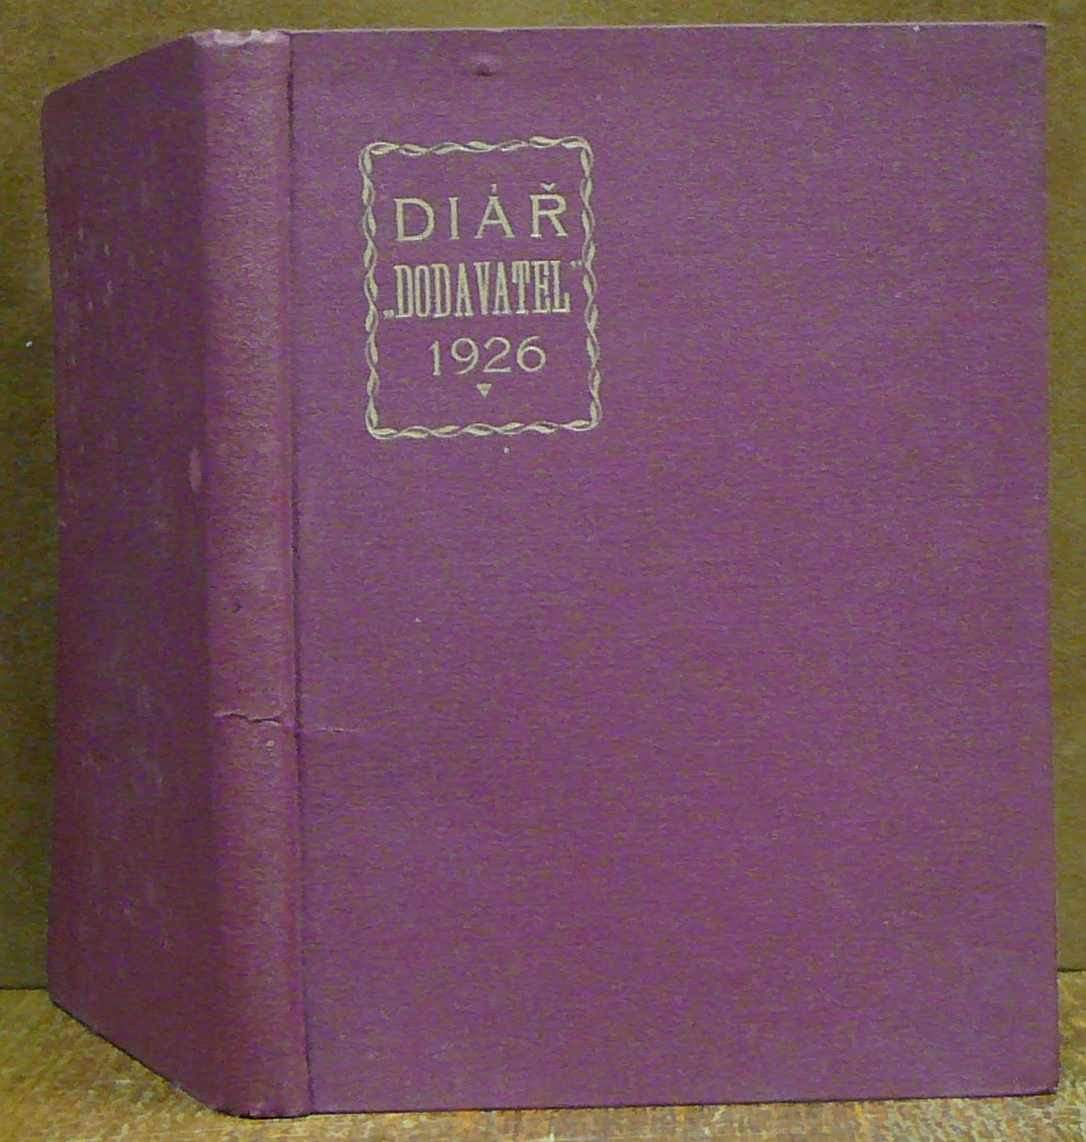 DIÁŘ
„DODAVATEL"
1926